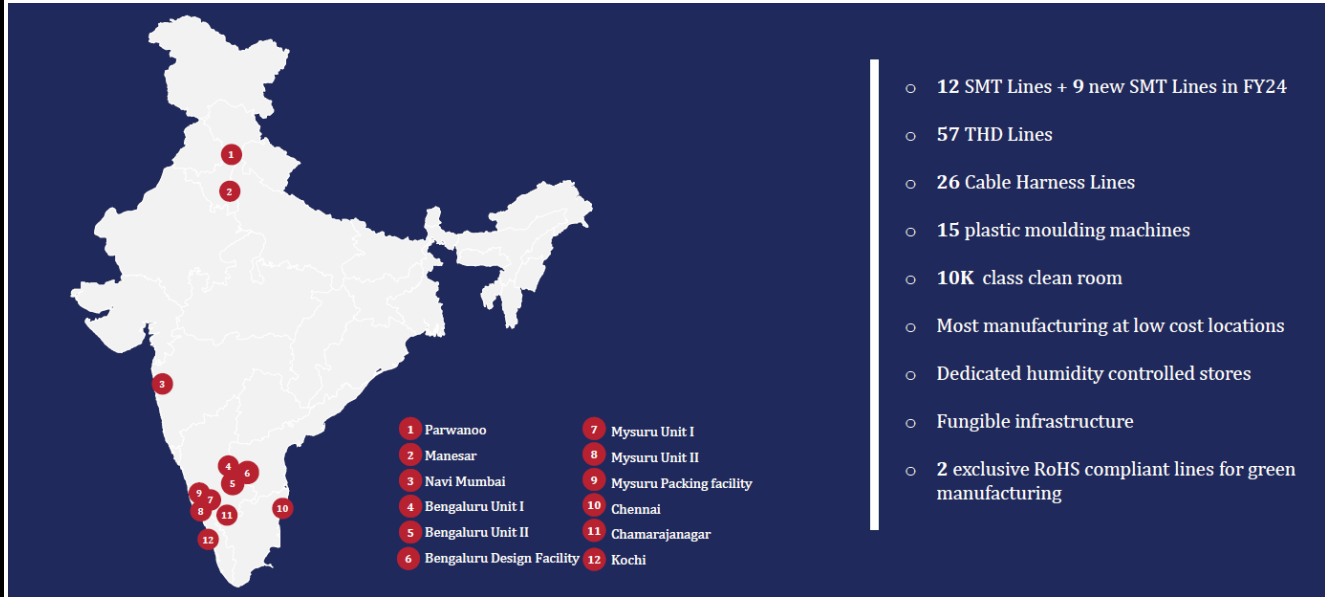 1
2
3
4
6
5
9
7
8
11
10
12
1 Parwanoo
2 Manesar
3 Navi Mumbai
4 Bengaluru Unit I
5 Bengaluru Unit II
6 Bengaluru Design Facility
7 Mysuru Unit I
8 Mysuru Unit II
9 Mysuru Packing facility
10 Chennai
11 Chamarajanagar
12 Kochi
o 12 SMT Lines + 9 new SMT Lines in FY24
o 57 THD Lines
o 26 Cable Harness Lines
o 15 plastic moulding machines
o 10K class clean room
o Most manufacturing at low cost locations
o Dedicated humidity controlled stores
o Fungible infrastructure
o 2 exclusive RoHS compliant lines for green
manufacturing